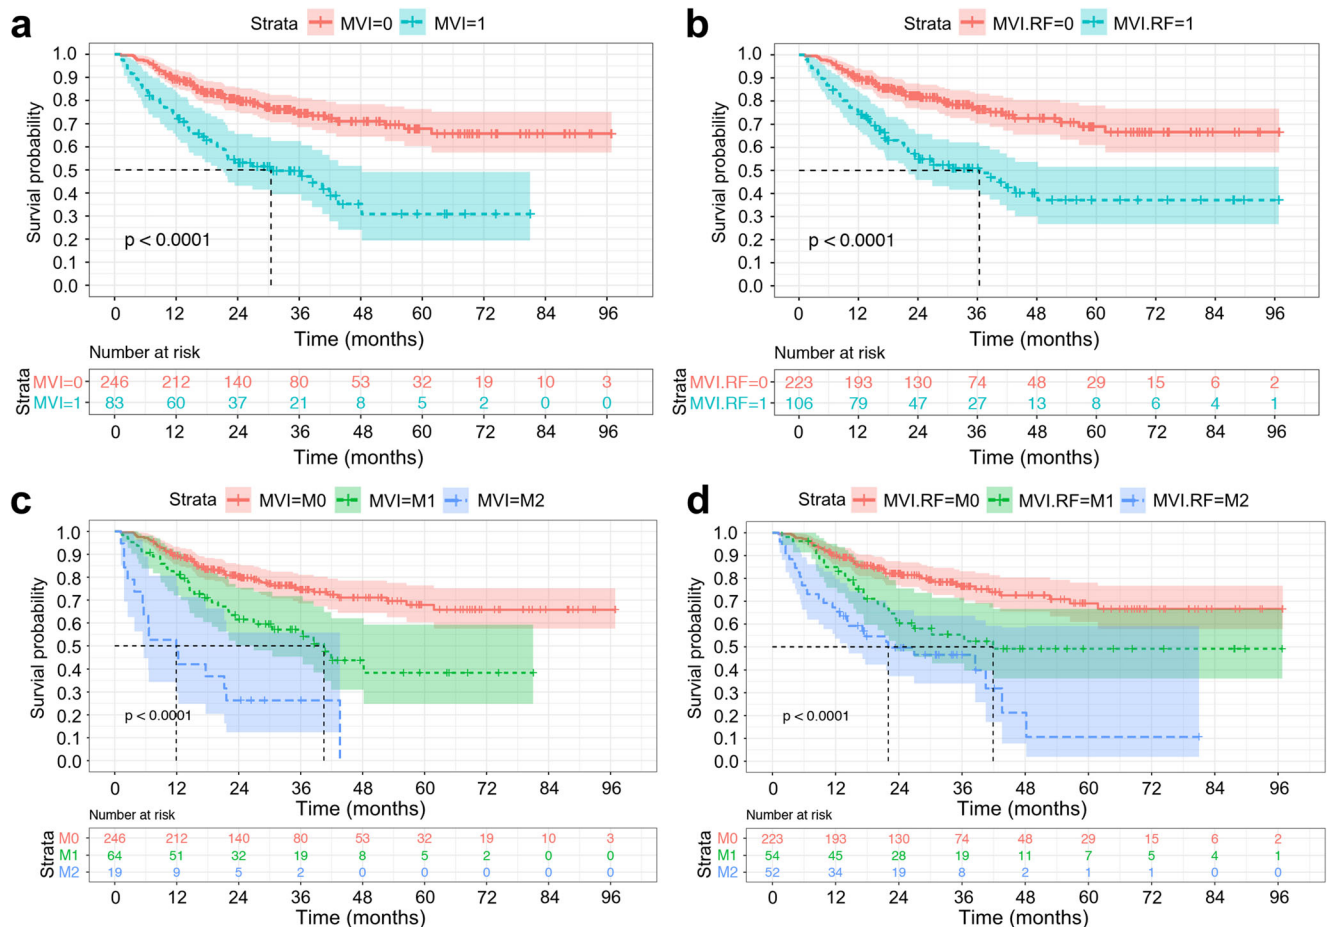 a
Strata MVI=0 MVI=1
1.0
0.9
0.8
0.7
0.6
0.5
0.4
0.3
0.2
0.1
0.0
Survial probability
p < 0.0001
0 12 24 36 48 60 72 84 96
Time (months)
Number at risk
Strata
MVI=0 246 212 140 80 53 32 19 10 3
MVI=1 83 60 37 21 8 5 2 0 0
0 12 24 36 48 60 72 84 96
Time (months)
b
Strata MVI.RF=0 MVI.RF=1
1.0
0.9
0.8
0.7
0.6
0.5
0.4
0.3
0.2
0.1
0.0
Survial probability
p < 0.0001
0 12 24 36 48 60 72 84 96
Time (months)
Number at risk
Strata
MVI.RF=0 223 193 130 74 48 29 15 6 2
MVI.RF=1 106 79 47 27 13 8 6 4 1
0 12 24 36 48 60 72 84 96
Time (months)
c
Strata MVI=M0 MVI=M1 MVI=M2
1.0
0.9
0.8
0.7
0.6
0.5
0.4
0.3
0.2
0.1
0.0
Survial probability
p < 0.0001
0 12 24 36 48 60 72 84 96
Time (months)
Number at risk
Strata
M0 246 212 140 80 53 32 19 10 3
M1 64 51 32 19 8 5 2 0 0
M2 19 9 5 2 0 0 0 0 0
0 12 24 36 48 60 72 84 96
Time (months)
d
Strata MVI.RF=M0 MVI.RF=M1 MVI.RF=M2
1.0
0.9
0.8
0.7
0.6
0.5
0.4
0.3
0.2
0.1
0.0
Survial probability
p < 0.0001
0 12 24 36 48 60 72 84 96
Time (months)
Number at risk
Strata
M0 223 193 130 74 48 29 15 6 2
M1 54 45 28 19 11 7 5 4 1
M2 52 34 19 8 2 1 1 0 0
0 12 24 36 48 60 72 84 96
Time (months)